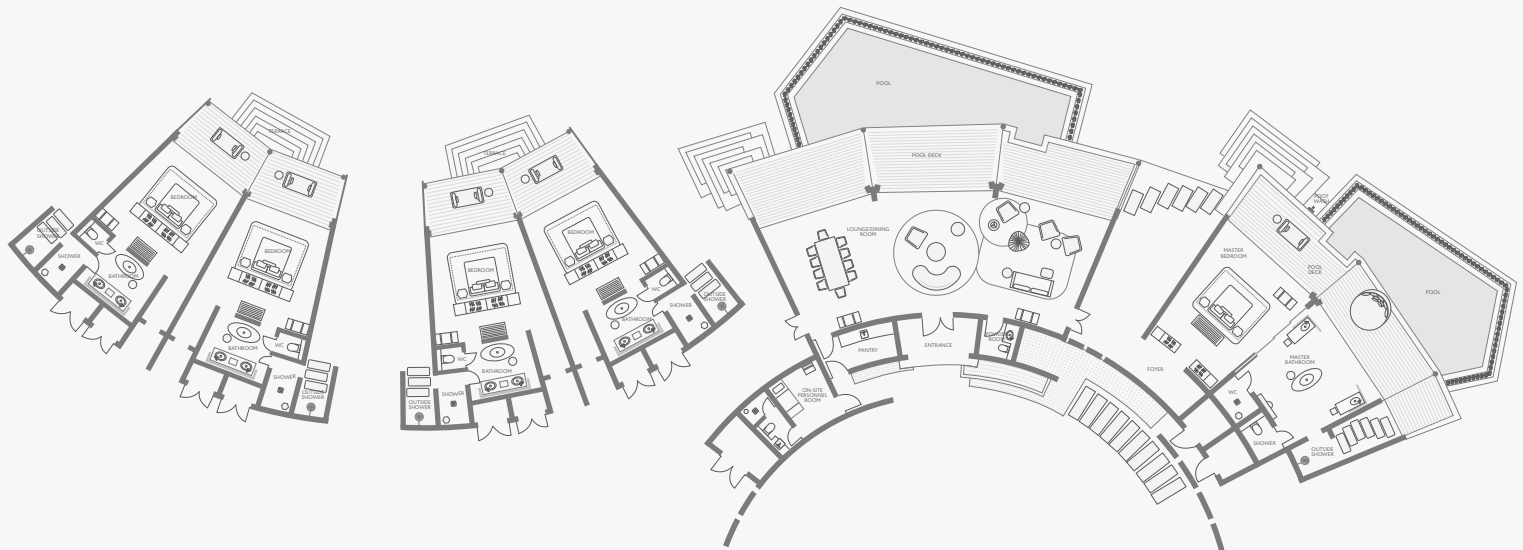 TERRACE
BEDROOM
OUTSIDE
SHOWER
WC
SHOWER
BATHROOM
BEDROOM
BATHROOM
WC
SHOWER
OUTSIDE
SHOWER
TERRACE
BEDROOM
BEDROOM
WC
SHOWER
OUTSIDE
SHOWER
BATHROOM
WC
BATHROOM
SHOWER
OUTSIDE
SHOWER
POOL
POOL DECK
LOUNGE/DINING
ROOM
PANTRY
ENTRANCE
POWDER
ROOM
ON-SITE
PERSONNEL
ROOM
FOYER
FOOT
WASH
MASTER
BEDROOM
POOL
DECK
POOL
MASTER
BATHROOM
WC
SHOWER
OUTSIDE
SHOWER